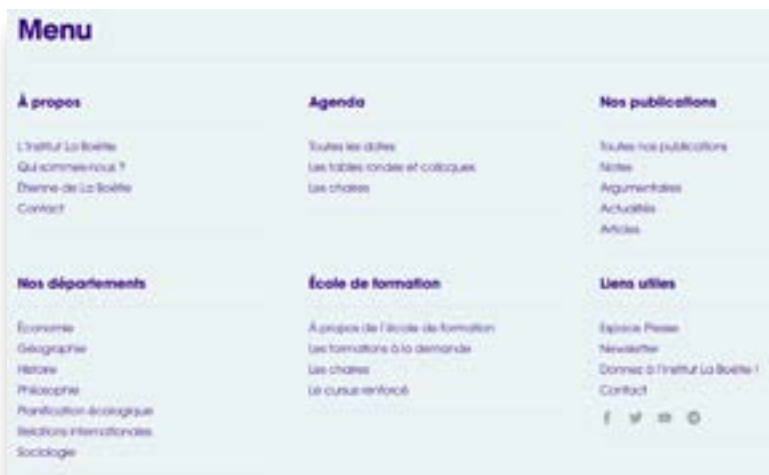 Menu
À propos
L'Institut La Boétie
Qui sommes-nous ?
Étienne de La Boétie
Contact
Agenda
Toutes les dates
Les tables rondes et colloques
Les chaires
Nos publications
Toutes nos publications
Notes
Argumentaires
Actualités
Articles
Nos départements
Économie
Géographie
Histoire
Philosophie
Planification écologique
Relations internationales
Sociologie
École de formation
À propos de l'école de formation
Les formations à la demande
Les chaires
Le cursus renforcé
Liens utiles
Espace Presse
Newsletter
Donnez à l'Institut La Boétie !
Contact